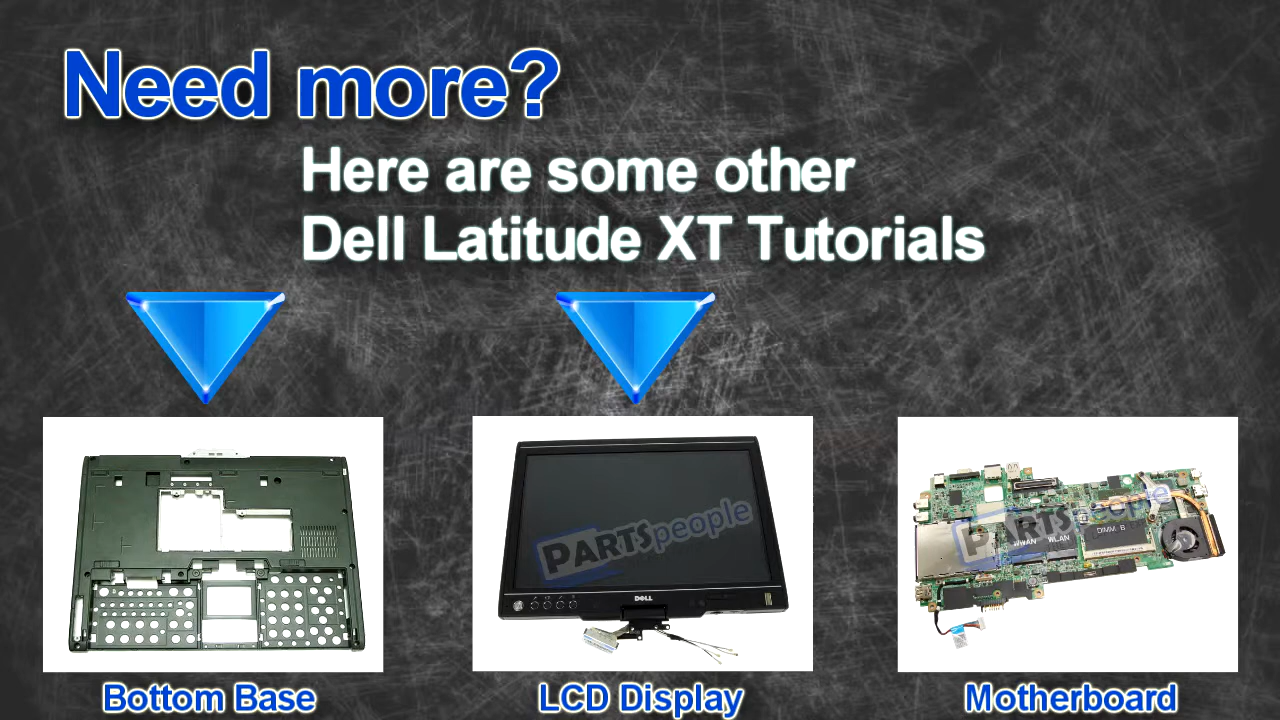 Need more?
Here are some other
Dell Latitude XT Tutorials
PARTSpeople
DELL
PARTSpeople
WWAN WLAN
DIMM B
Bottom Base
LCD Display
Motherboard